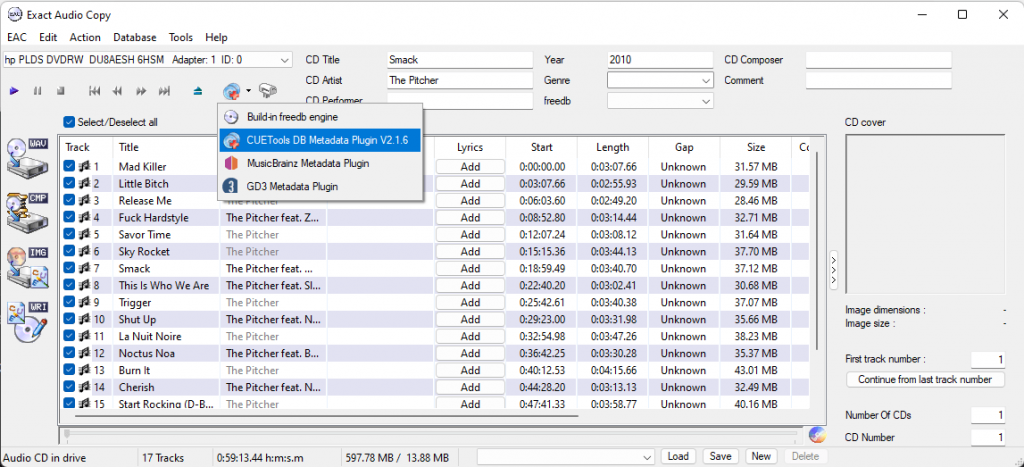 Exact Audio Copy
EAC Edit Action Database Tools Help
hp PLDS DVDRW DU8AESH 6HSM Adapter: 1 ID: 0
CD Title Smack Year 2010 CD Composer
CD Artist The Pitcher Genre Comment
CD Performer freedb
Build-in freedb engine
CUETools DB Metadata Plugin V2.1.6
MusicBrainz Metadata Plugin
3 GD3 Metadata Plugin
WAV
CMP
IMG
WRI
Select/Deselect all
Track Title Lyrics Start Length Gap Size Co
1 Mad Killer Add 0:00:00.00 0:03:07.66 Unknown 31.57 MB
2 Little Bitch Add 0:03:07.66 0:02:55.93 Unknown 29.59 MB
3 Release Me Add 0:06:03.60 0:02:49.20 Unknown 28.46 MB
4 Fuck Hardstyle The Pitcher feat. Z... Add 0:08:52.80 0:03:14.44 Unknown 32.71 MB
5 Savor Time The Pitcher Add 0:12:07.24 0:03:08.12 Unknown 31.64 MB
6 Sky Rocket The Pitcher Add 0:15:15.36 0:03:44.13 Unknown 37.70 MB
7 Smack The Pitcher feat. ... Add 0:18:59.49 0:03:40.70 Unknown 37.12 MB
8 This Is Who We Are The Pitcher feat. Sl... Add 0:22:40.20 0:03:02.41 Unknown 30.68 MB
9 Trigger The Pitcher Add 0:25:42.61 0:03:40.38 Unknown 37.07 MB
10 Shut Up The Pitcher feat. N... Add 0:29:23.00 0:03:31.98 Unknown 35.66 MB
11 La Nuit Noire The Pitcher Add 0:32:54.98 0:03:47.26 Unknown 38.23 MB
12 Noctus Noa The Pitcher feat. B... Add 0:36:42.25 0:03:30.28 Unknown 35.37 MB
13 Burn It The Pitcher Add 0:40:12.53 0:04:15.66 Unknown 43.01 MB
14 Cherish The Pitcher feat. D... Add 0:44:28.20 0:03:13.13 Unknown 32.49 MB
15 Start Rocking (D-B... The Pitcher Add 0:47:41.33 0:03:58.77 Unknown 40.16 MB
CD cover
Image dimensions : -
Image size : -
First track number : 1
Continue from last track number
Number Of CDs 1
CD Number 1
Audio CD in drive 17 Tracks 0:59:13.44 h:m:s.m 597.78 MB / 13.88 MB Load Save New Delete